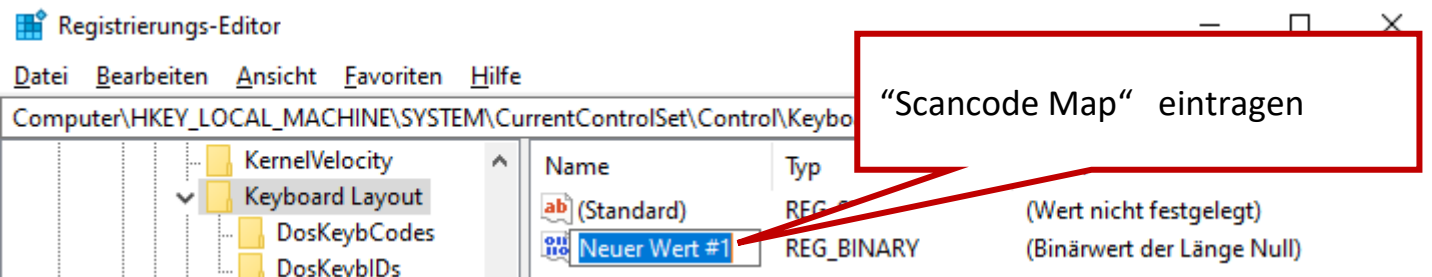 Registrierungs-Editor
Datei Bearbeiten Ansicht Favoriten Hilfe
“Scancode Map“ eintragen
Computer\HKEY_LOCAL_MACHINE\SYSTEM\CurrentControlSet\Control\Keybo
KernelVelocity
Keyboard Layout
DosKeybCodes
DosKeybIDs
Name Typ
(Standard) (Wert nicht festgelegt)
Neuer Wert #1 REG_BINARY (Binärwert der Länge Null)